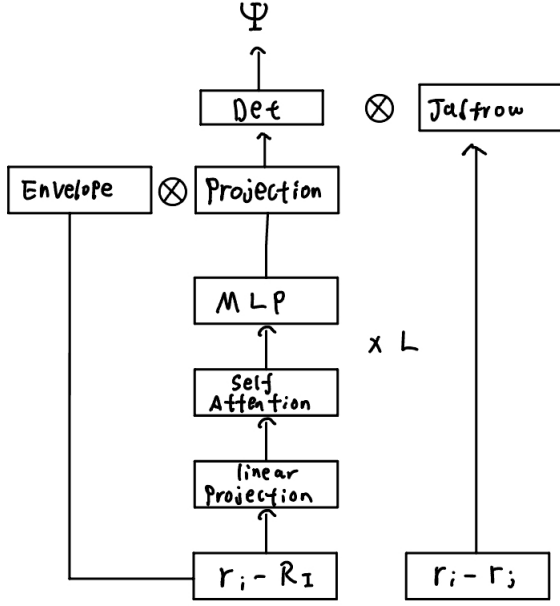 Ψ
Det ⊗ Jastrow
Envelope ⊗ Projection
MLP
× L
Self
Attention
linear
Projection
r_i - R_I
r_i - r_j